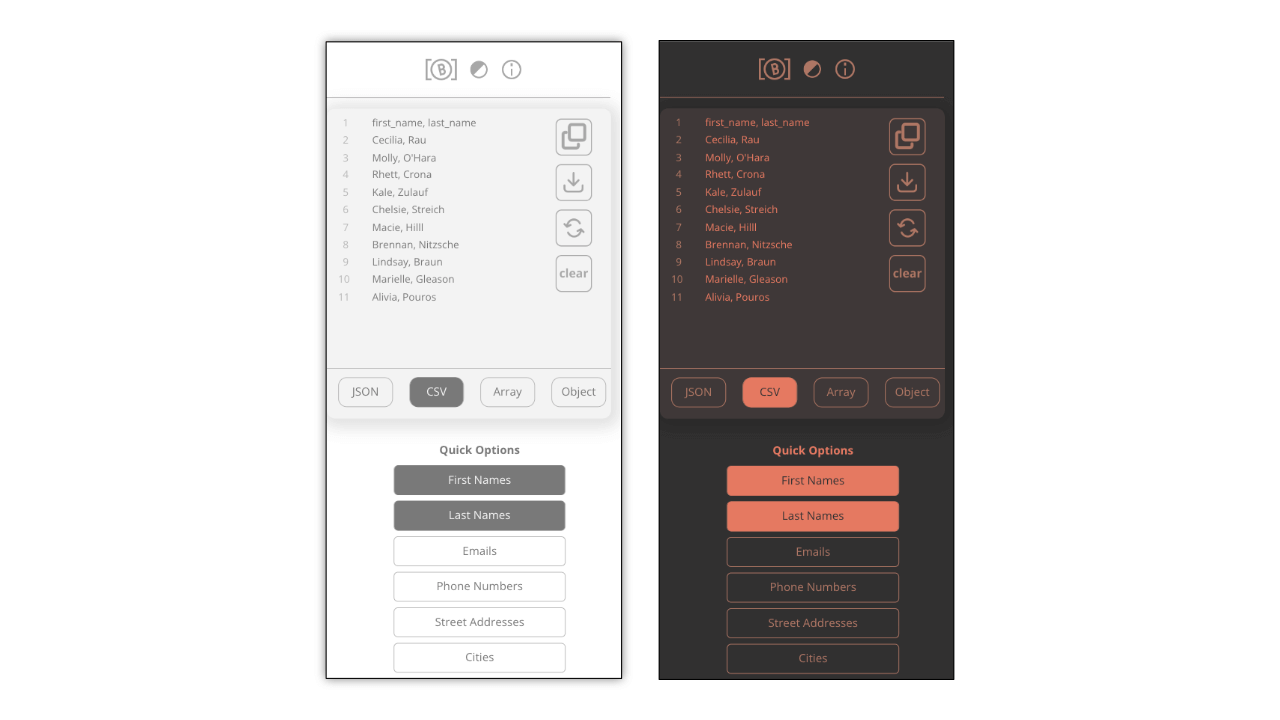 [B]
1 first_name, last_name
2 Cecilia, Rau
3 Molly, O'Hara
4 Rhett, Crona
5 Kale, Zulauf
6 Chelsie, Streich
7 Macie, Hilll
8 Brennan, Nitzsche
9 Lindsay, Braun
10 Marielle, Gleason
11 Alivia, Pouros
clear
JSON CSV Array Object
Quick Options
First Names
Last Names
Emails
Phone Numbers
Street Addresses
Cities
[B]
1 first_name, last_name
2 Cecilia, Rau
3 Molly, O'Hara
4 Rhett, Crona
5 Kale, Zulauf
6 Chelsie, Streich
7 Macie, Hilll
8 Brennan, Nitzsche
9 Lindsay, Braun
10 Marielle, Gleason
11 Alivia, Pouros
clear
JSON CSV Array Object
Quick Options
First Names
Last Names
Emails
Phone Numbers
Street Addresses
Cities